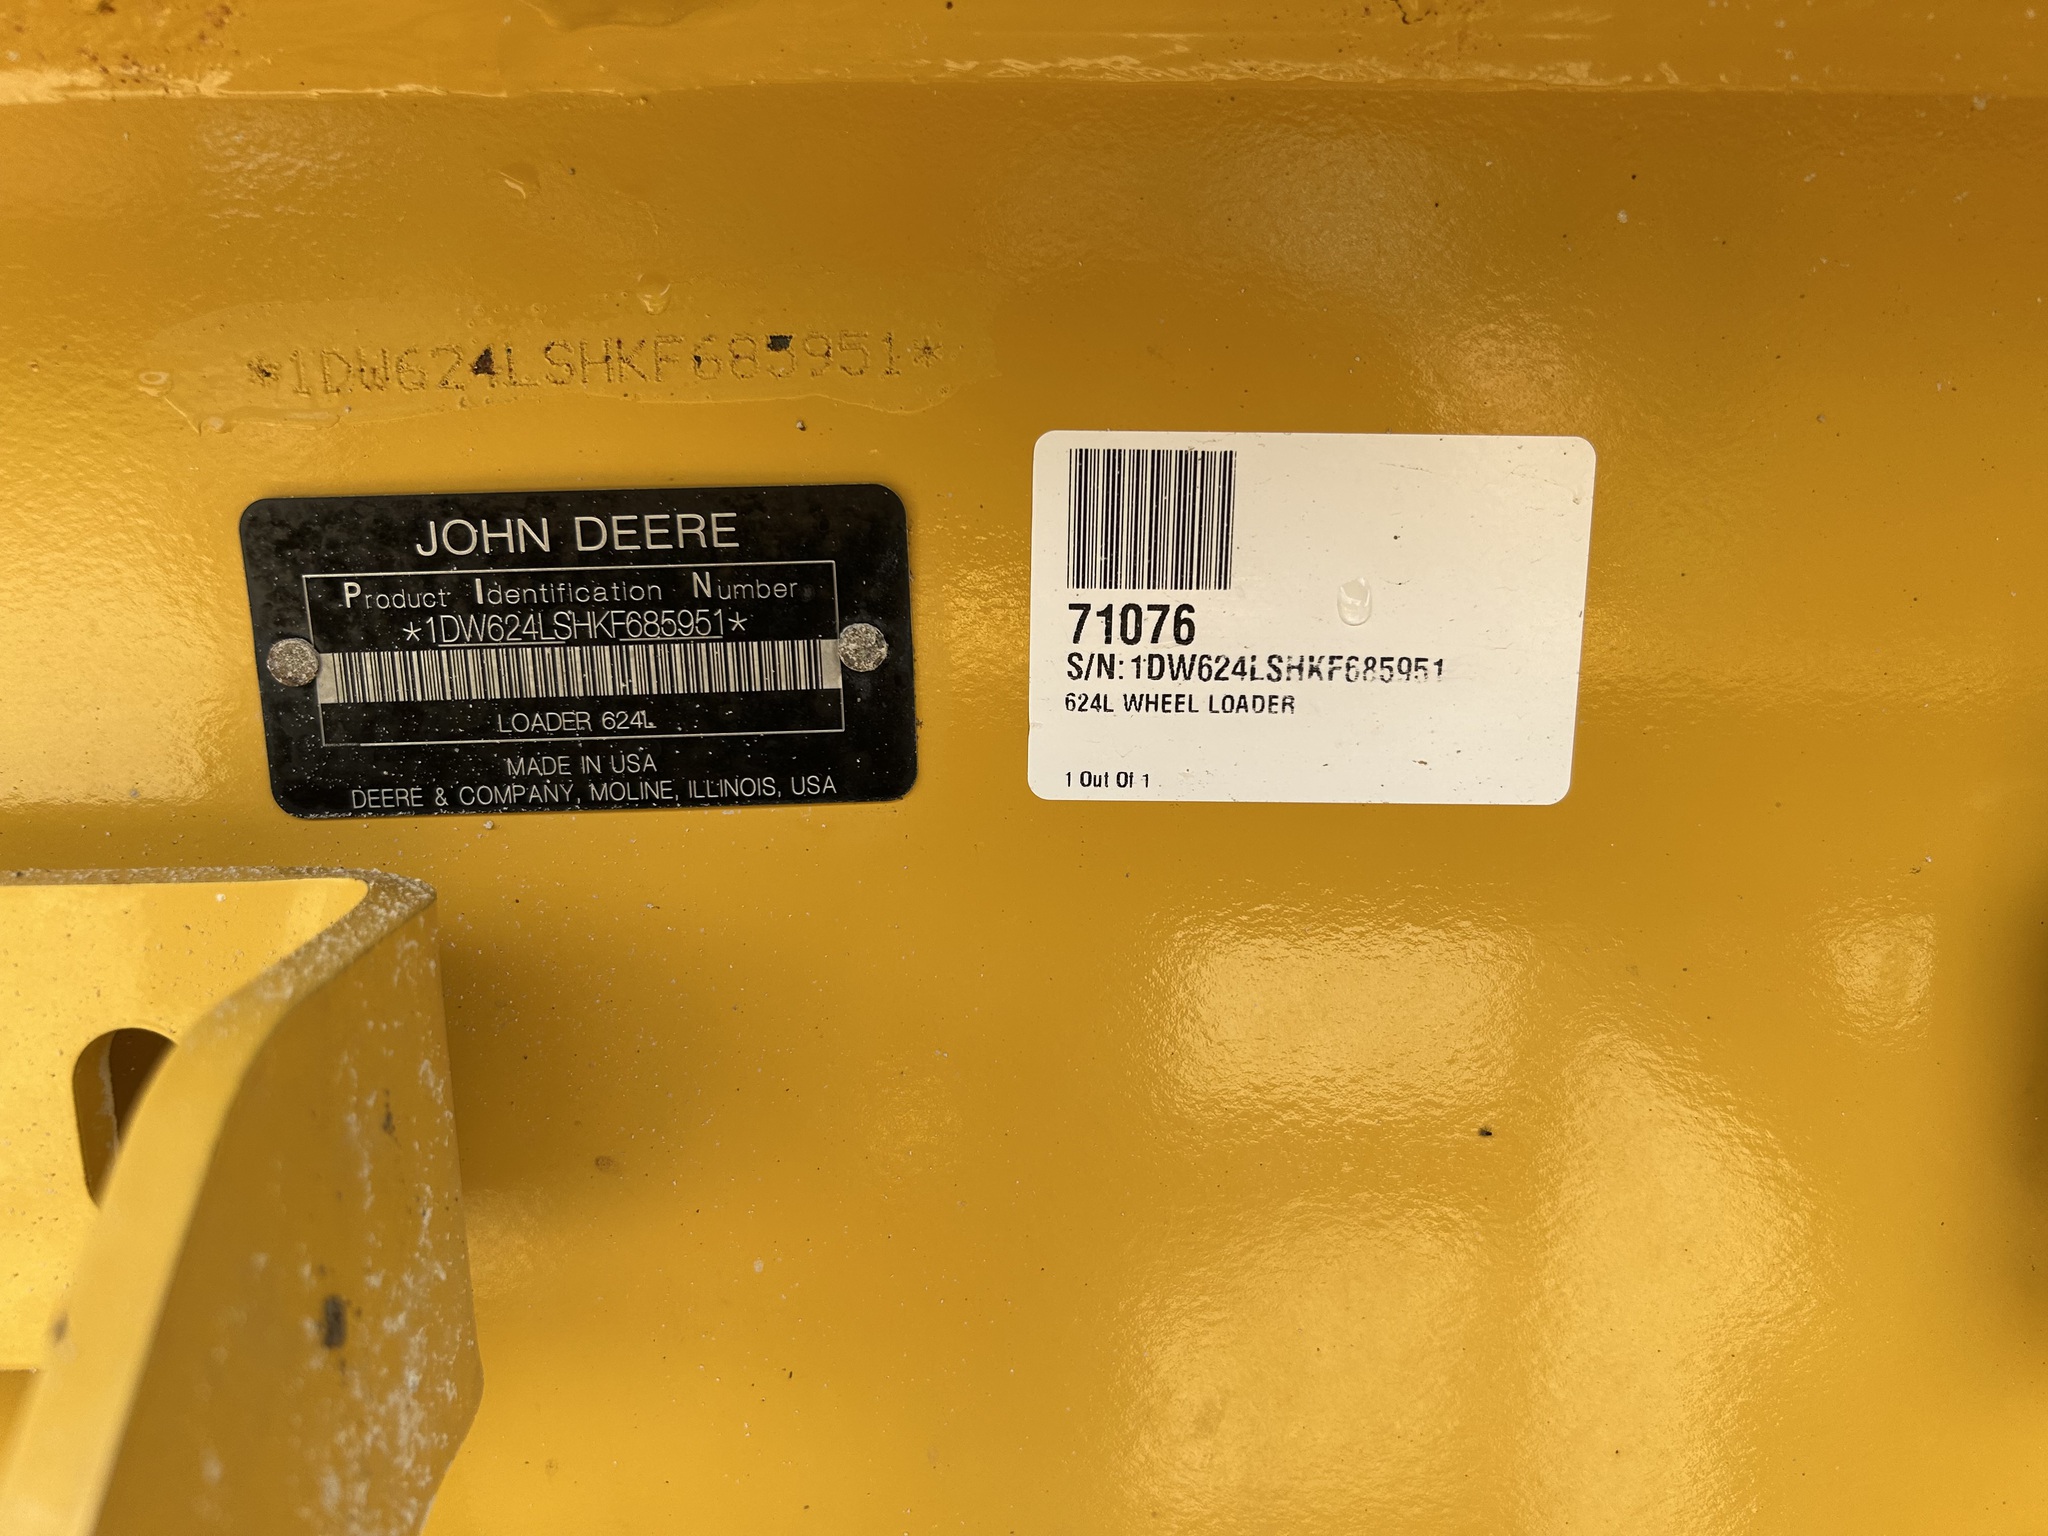 *1DW624LSHKF685951*
JOHN DEERE
Product Identification Number
*1DW624LSHKF685951*
LOADER 624L
MADE IN USA
DEERE & COMPANY, MOLINE, ILLINOIS, USA
71076
S/N: 1DW624LSHKF685951
624L WHEEL LOADER
1 Out Of 1